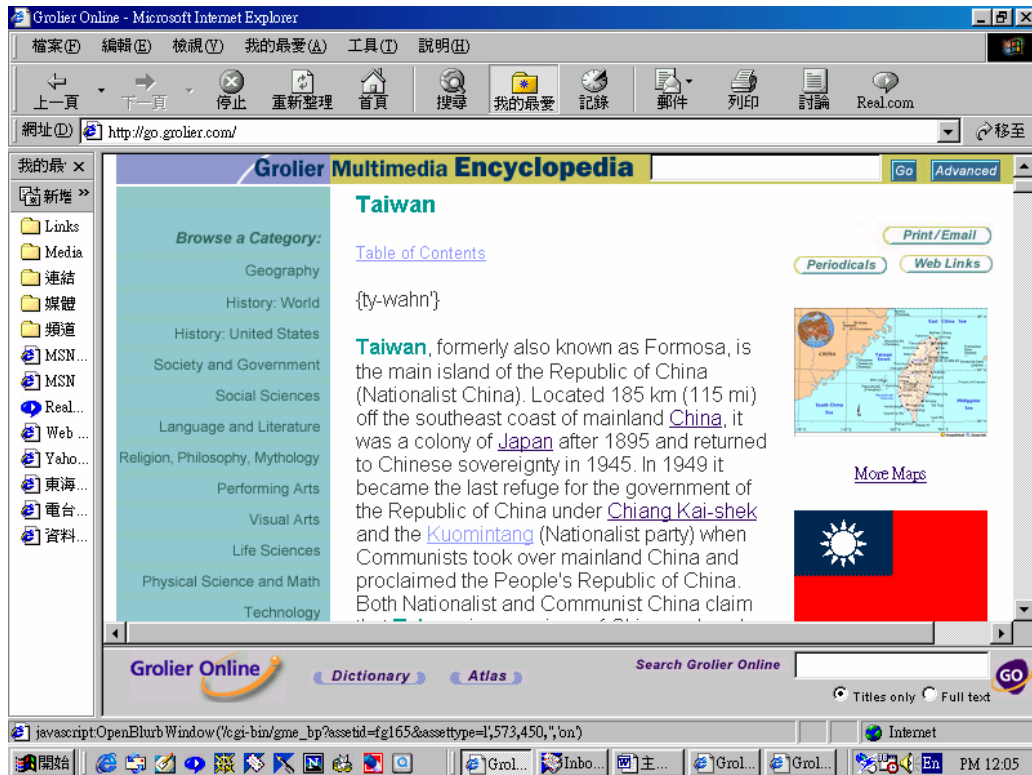 Grolier Online - Microsoft Internet Explorer
檔案(F) 編輯(E) 檢視(V) 我的最愛(A) 工具(T) 說明(H)
上一頁 下一頁 停止 重新整理 首頁 搜尋 我的最愛 記錄 郵件 列印 討論 Real.com
網址(D) http://go.grolier.com/ 移至
我的最
新增
Links
Media
連結
媒體
頻道
MSN...
MSN
Real...
Web ...
Yaho...
東海...
電台...
資料...
Grolier Multimedia Encyclopedia Go Advanced
Browse a Category:
Geography
History: World
History: United States
Society and Government
Social Sciences
Language and Literature
Religion, Philosophy, Mythology
Performing Arts
Visual Arts
Life Sciences
Physical Science and Math
Technology
Taiwan
Table of Contents
{ty-wahn'}
Taiwan, formerly also known as Formosa, is
the main island of the Republic of China
(Nationalist China). Located 185 km (115 mi)
off the southeast coast of mainland China, it
was a colony of Japan after 1895 and returned
to Chinese sovereignty in 1945. In 1949 it
became the last refuge for the government of
the Republic of China under Chiang Kai-shek
and the Kuomintang (Nationalist party) when
Communists took over mainland China and
proclaimed the People's Republic of China.
Both Nationalist and Communist China claim
Print/Email
Periodicals Web Links
East China Sea
CHINA
South China Sea
Philippine Sea
More Maps
Grolier Online Dictionary Atlas Search Grolier Online GO
Titles only Full text
javascript:OpenBlurbWindow('/cgi-bin/gme_bp?assetid=fg165&assettype=l',573,450,'','on') Internet
開始 Grol... Inbo... 主... Grol... Grol... En PM 12:05